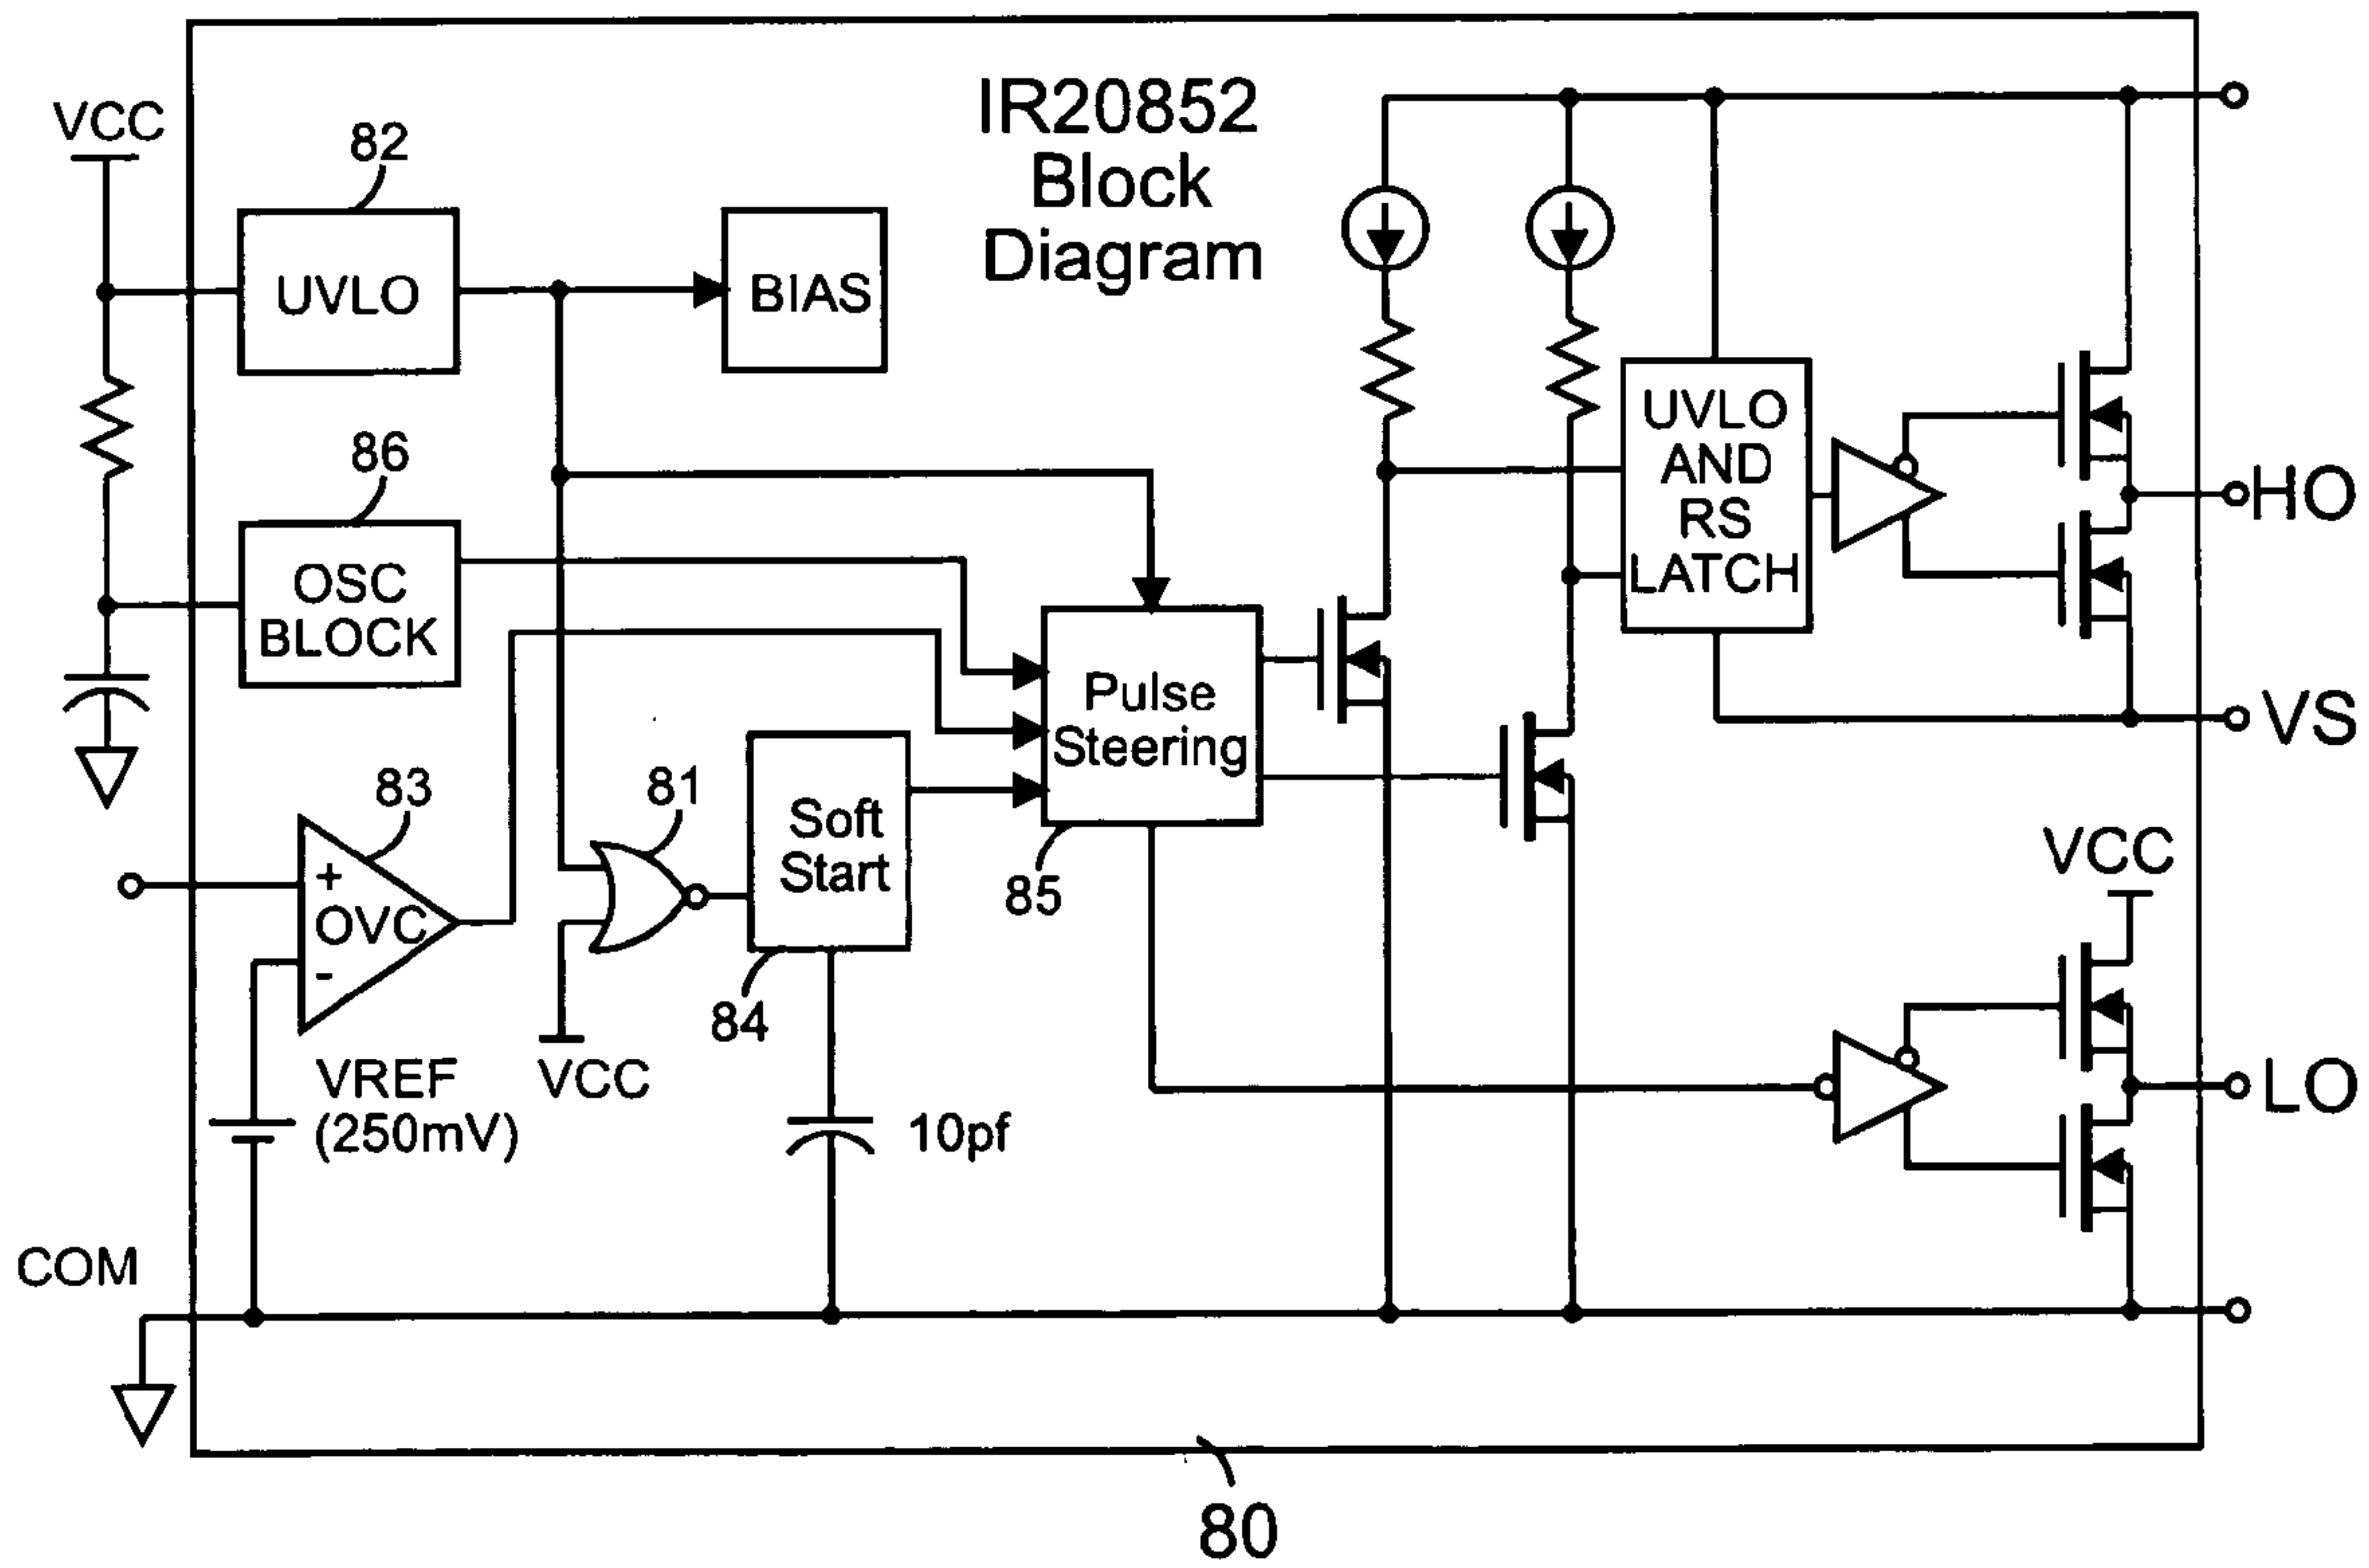 IR20852
Block
Diagram
VCC
82
UVLO
BIAS
86
OSC
BLOCK
UVLO
AND
RS
LATCH
HO
Pulse
Steering
VS
83
81
+
OVC
-
Soft
Start
85
VCC
84
VREF
(250mV)
VCC
10pf
LO
COM
80